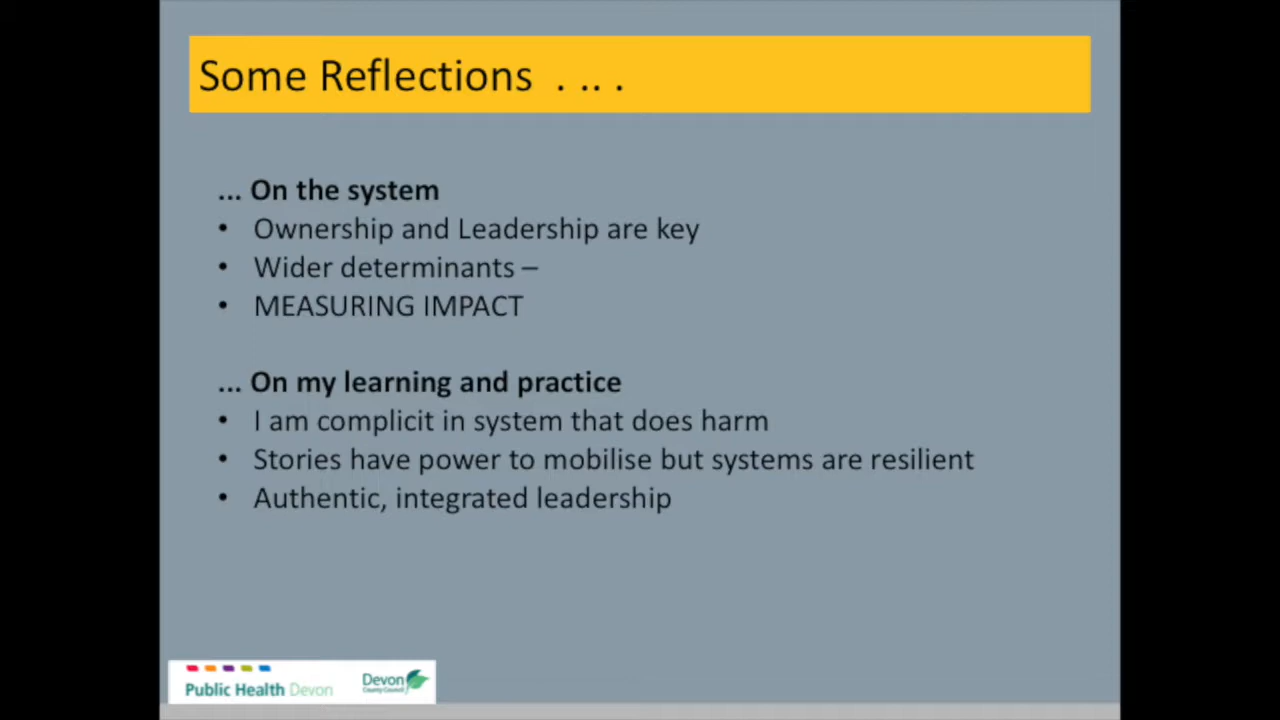 Some Reflections . .. .
... On the system
• Ownership and Leadership are key
• Wider determinants –
• MEASURING IMPACT
... On my learning and practice
• I am complicit in system that does harm
• Stories have power to mobilise but systems are resilient
• Authentic, integrated leadership
Public Health Devon
Devon
County Council